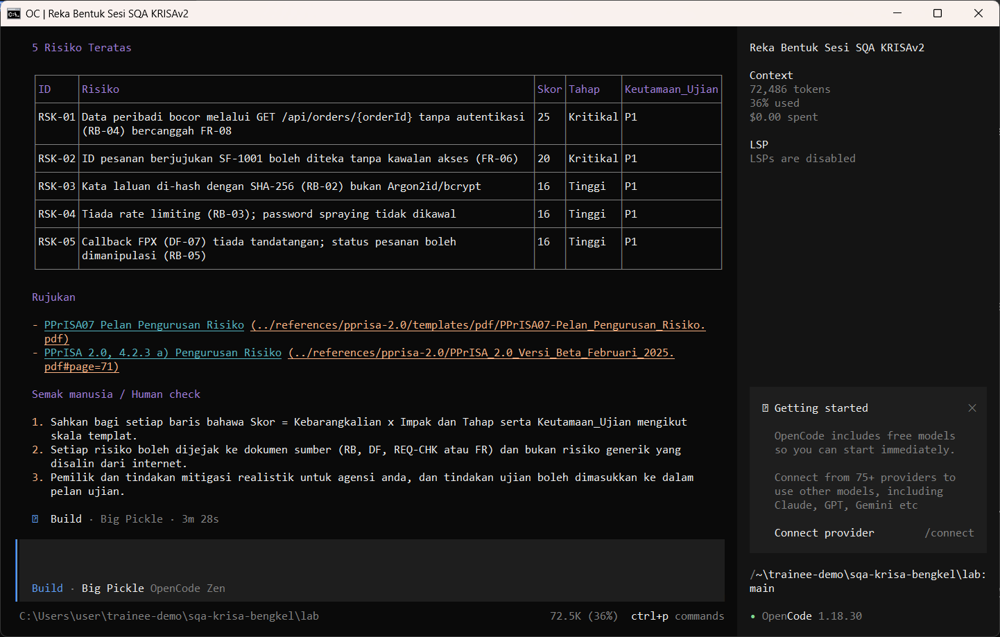 OC | Reka Bentuk Sesi SQA KRISAv2
5 Risiko Teratas
ID Risiko Skor Tahap Keutamaan_Ujian
RSK-01 Data peribadi bocor melalui GET /api/orders/{orderId} tanpa autentikasi 25 Kritikal P1
(RB-04) bercanggah FR-08
RSK-02 ID pesanan berjujukan SF-1001 boleh diteka tanpa kawalan akses (FR-06) 20 Kritikal P1
RSK-03 Kata laluan di-hash dengan SHA-256 (RB-02) bukan Argon2id/bcrypt 16 Tinggi P1
RSK-04 Tiada rate limiting (RB-03); password spraying tidak dikawal 16 Tinggi P1
RSK-05 Callback FPX (DF-07) tiada tandatangan; status pesanan boleh 16 Tinggi P1
dimanipulasi (RB-05)
Rujukan
- PPrISA07 Pelan Pengurusan Risiko (../references/pprisa-2.0/templates/pdf/PPrISA07-Pelan_Pengurusan_Risiko.
pdf)
- PPrISA 2.0, 4.2.3 a) Pengurusan Risiko (../references/pprisa-2.0/PPrISA_2.0_Versi_Beta_Februari_2025.
pdf#page=71)
Semak manusia / Human check
1. Sahkan bagi setiap baris bahawa Skor = Kebarangkalian x Impak dan Tahap serta Keutamaan_Ujian mengikut
skala templat.
2. Setiap risiko boleh dijejak ke dokumen sumber (RB, DF, REQ-CHK atau FR) dan bukan risiko generik yang
disalin dari internet.
3. Pemilik dan tindakan mitigasi realistik untuk agensi anda, dan tindakan ujian boleh dimasukkan ke dalam
pelan ujian.
Build · Big Pickle · 3m 28s
Build · Big Pickle OpenCode Zen
C:\Users\user\trainee-demo\sqa-krisa-bengkel\lab 72.5K (36%) ctrl+p commands
Reka Bentuk Sesi SQA KRISAv2
Context
72,486 tokens
36% used
$0.00 spent
LSP
LSPs are disabled
Getting started
OpenCode includes free models
so you can start immediately.
Connect from 75+ providers to
use other models, including
Claude, GPT, Gemini etc
Connect provider /connect
/~\trainee-demo\sqa-krisa-bengkel\lab:
main
• OpenCode 1.18.30